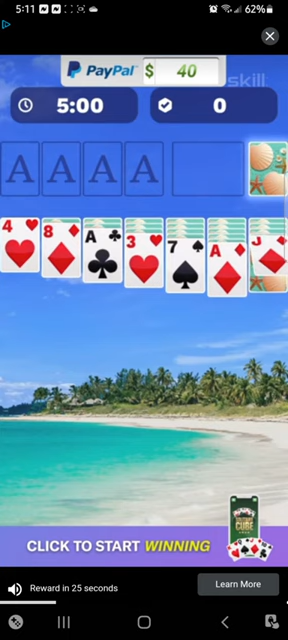 5:11
62%
PayPal $ 40
skill
5:00 0
A A A A
4 8 A 3 7 A J
CLICK TO START WINNING
CUBE
Reward in 25 seconds
Learn More